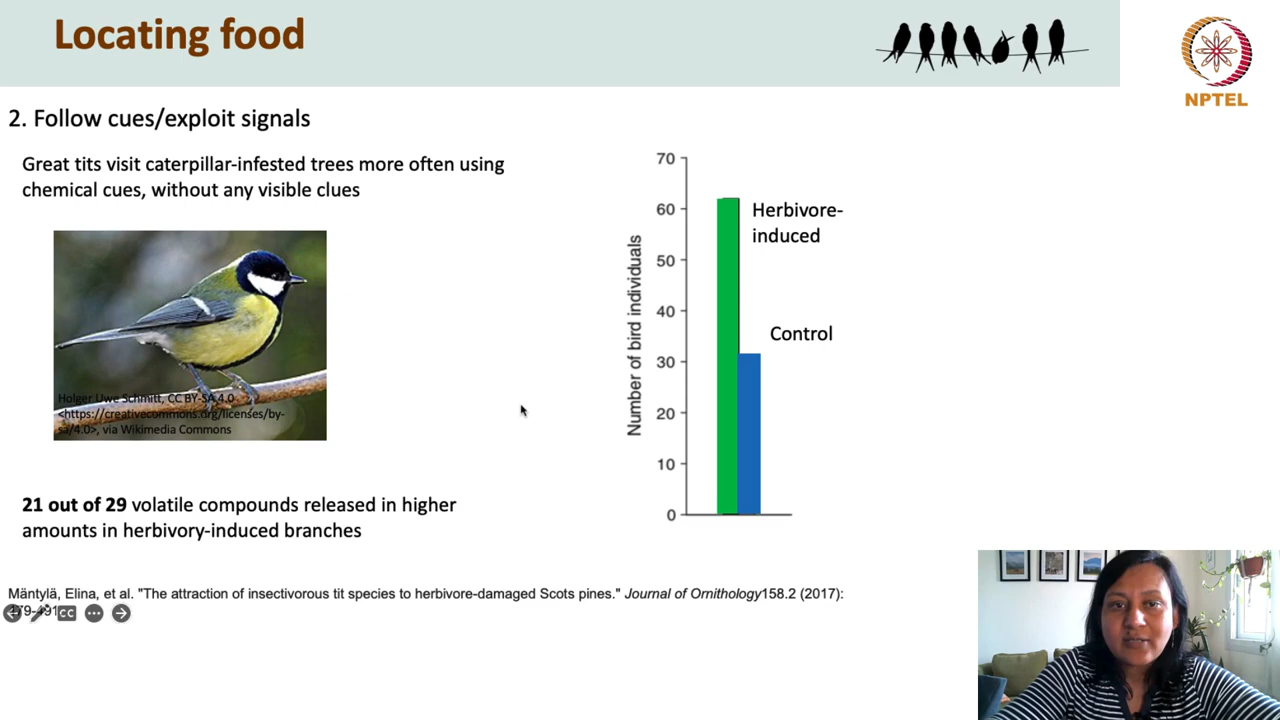 Locating food
NPTEL
2. Follow cues/exploit signals
Great tits visit caterpillar-infested trees more often using
chemical cues, without any visible clues
Holger Uwe Schmitt, CC BY-SA 4.0
<https://creativecommons.org/licenses/by-
sa/4.0>, via Wikimedia Commons
21 out of 29 volatile compounds released in higher
amounts in herbivory-induced branches
Number of bird individuals
70
60
50
40
30
20
10
0
Herbivore-
induced
Control
Mäntylä, Elina, et al. "The attraction of insectivorous tit species to herbivore-damaged Scots pines." Journal of Ornithology158.2 (2017):
CC